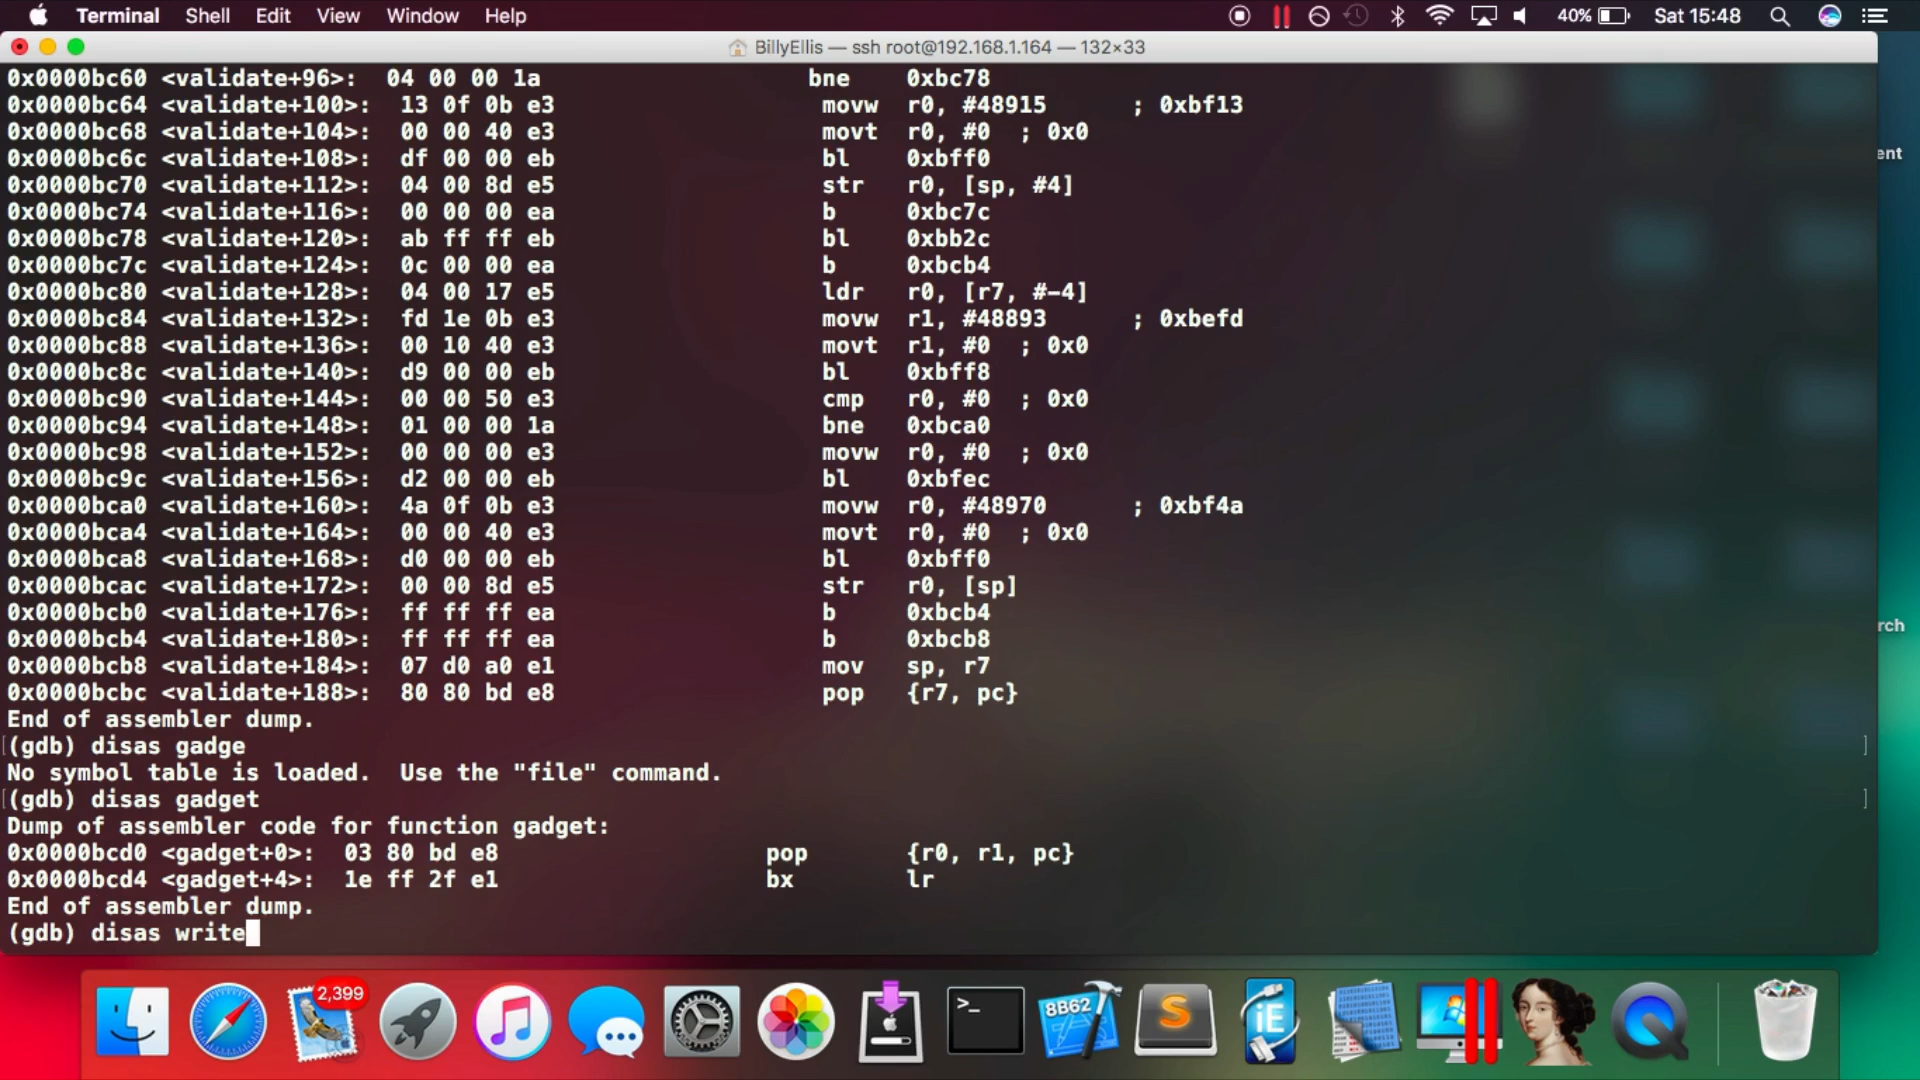 Terminal Shell Edit View Window Help 40% Sat 15:48
BillyEllis — ssh root@192.168.1.164 — 132×33
0x0000bc60 <validate+96>: 04 00 00 1a bne 0xbc78
0x0000bc64 <validate+100>: 13 0f 0b e3 movw r0, #48915 ; 0xbf13
0x0000bc68 <validate+104>: 00 00 40 e3 movt r0, #0 ; 0x0
0x0000bc6c <validate+108>: df 00 00 eb bl 0xbff0
0x0000bc70 <validate+112>: 04 00 8d e5 str r0, [sp, #4]
0x0000bc74 <validate+116>: 00 00 00 ea b 0xbc7c
0x0000bc78 <validate+120>: ab ff ff eb bl 0xbb2c
0x0000bc7c <validate+124>: 0c 00 00 ea b 0xbcb4
0x0000bc80 <validate+128>: 04 00 17 e5 ldr r0, [r7, #-4]
0x0000bc84 <validate+132>: fd 1e 0b e3 movw r1, #48893 ; 0xbefd
0x0000bc88 <validate+136>: 00 10 40 e3 movt r1, #0 ; 0x0
0x0000bc8c <validate+140>: d9 00 00 eb bl 0xbff8
0x0000bc90 <validate+144>: 00 00 50 e3 cmp r0, #0 ; 0x0
0x0000bc94 <validate+148>: 01 00 00 1a bne 0xbca0
0x0000bc98 <validate+152>: 00 00 00 e3 movw r0, #0 ; 0x0
0x0000bc9c <validate+156>: d2 00 00 eb bl 0xbfec
0x0000bca0 <validate+160>: 4a 0f 0b e3 movw r0, #48970 ; 0xbf4a
0x0000bca4 <validate+164>: 00 00 40 e3 movt r0, #0 ; 0x0
0x0000bca8 <validate+168>: d0 00 00 eb bl 0xbff0
0x0000bcac <validate+172>: 00 00 8d e5 str r0, [sp]
0x0000bcb0 <validate+176>: ff ff ff ea b 0xbcb4
0x0000bcb4 <validate+180>: ff ff ff ea b 0xbcb8
0x0000bcb8 <validate+184>: 07 d0 a0 e1 mov sp, r7
0x0000bcbc <validate+188>: 80 80 bd e8 pop {r7, pc}
End of assembler dump.
[(gdb) disas gadge ]
No symbol table is loaded. Use the "file" command.
[(gdb) disas gadget ]
Dump of assembler code for function gadget:
0x0000bcd0 <gadget+0>: 03 80 bd e8 pop {r0, r1, pc}
0x0000bcd4 <gadget+4>: 1e ff 2f e1 bx lr
End of assembler dump.
(gdb) disas write
ent
rch
2,399
>_
8B62
S
iE